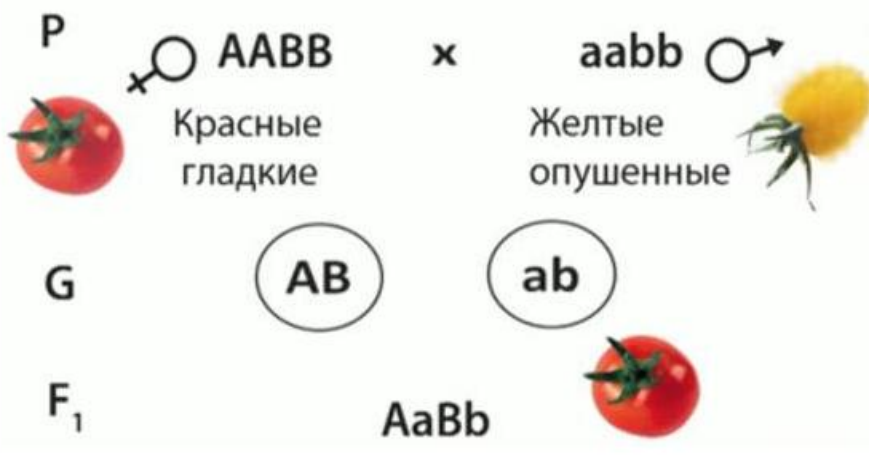 P
AABB x aabb
Красные Желтые
гладкие опушенные
G AB ab
F₁ AaBb